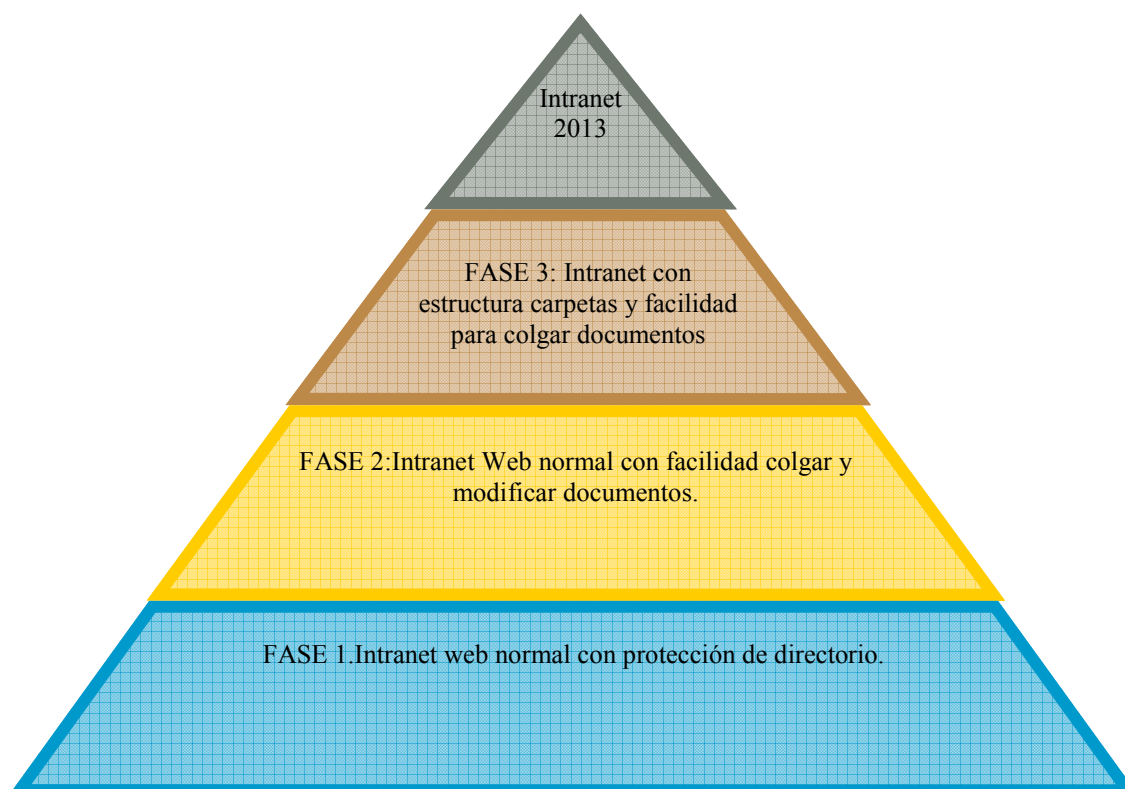 Intranet
2013
FASE 3: Intranet con
estructura carpetas y facilidad
para colgar documentos
FASE 2:Intranet Web normal con facilidad colgar y
modificar documentos.
FASE 1.Intranet web normal con protección de directorio.